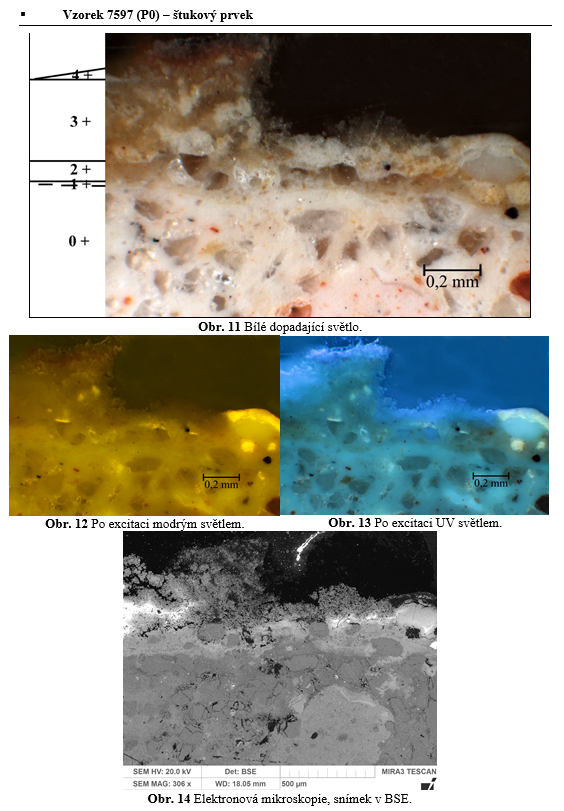 ▪ Vzorek 7597 (P0) – štukový prvek
4 +
3 +
2 +
1 +
0 +
0,2 mm
Obr. 11 Bílé dopadající světlo.
0,2 mm
0,2 mm
Obr. 12 Po excitaci modrým světlem.
Obr. 13 Po excitaci UV světlem.
SEM HV: 20.0 kV Det: BSE MIRA3 TESCAN
SEM MAG: 306 x WD: 18.05 mm 500 µm
Obr. 14 Elektronová mikroskopie, snímek v BSE.